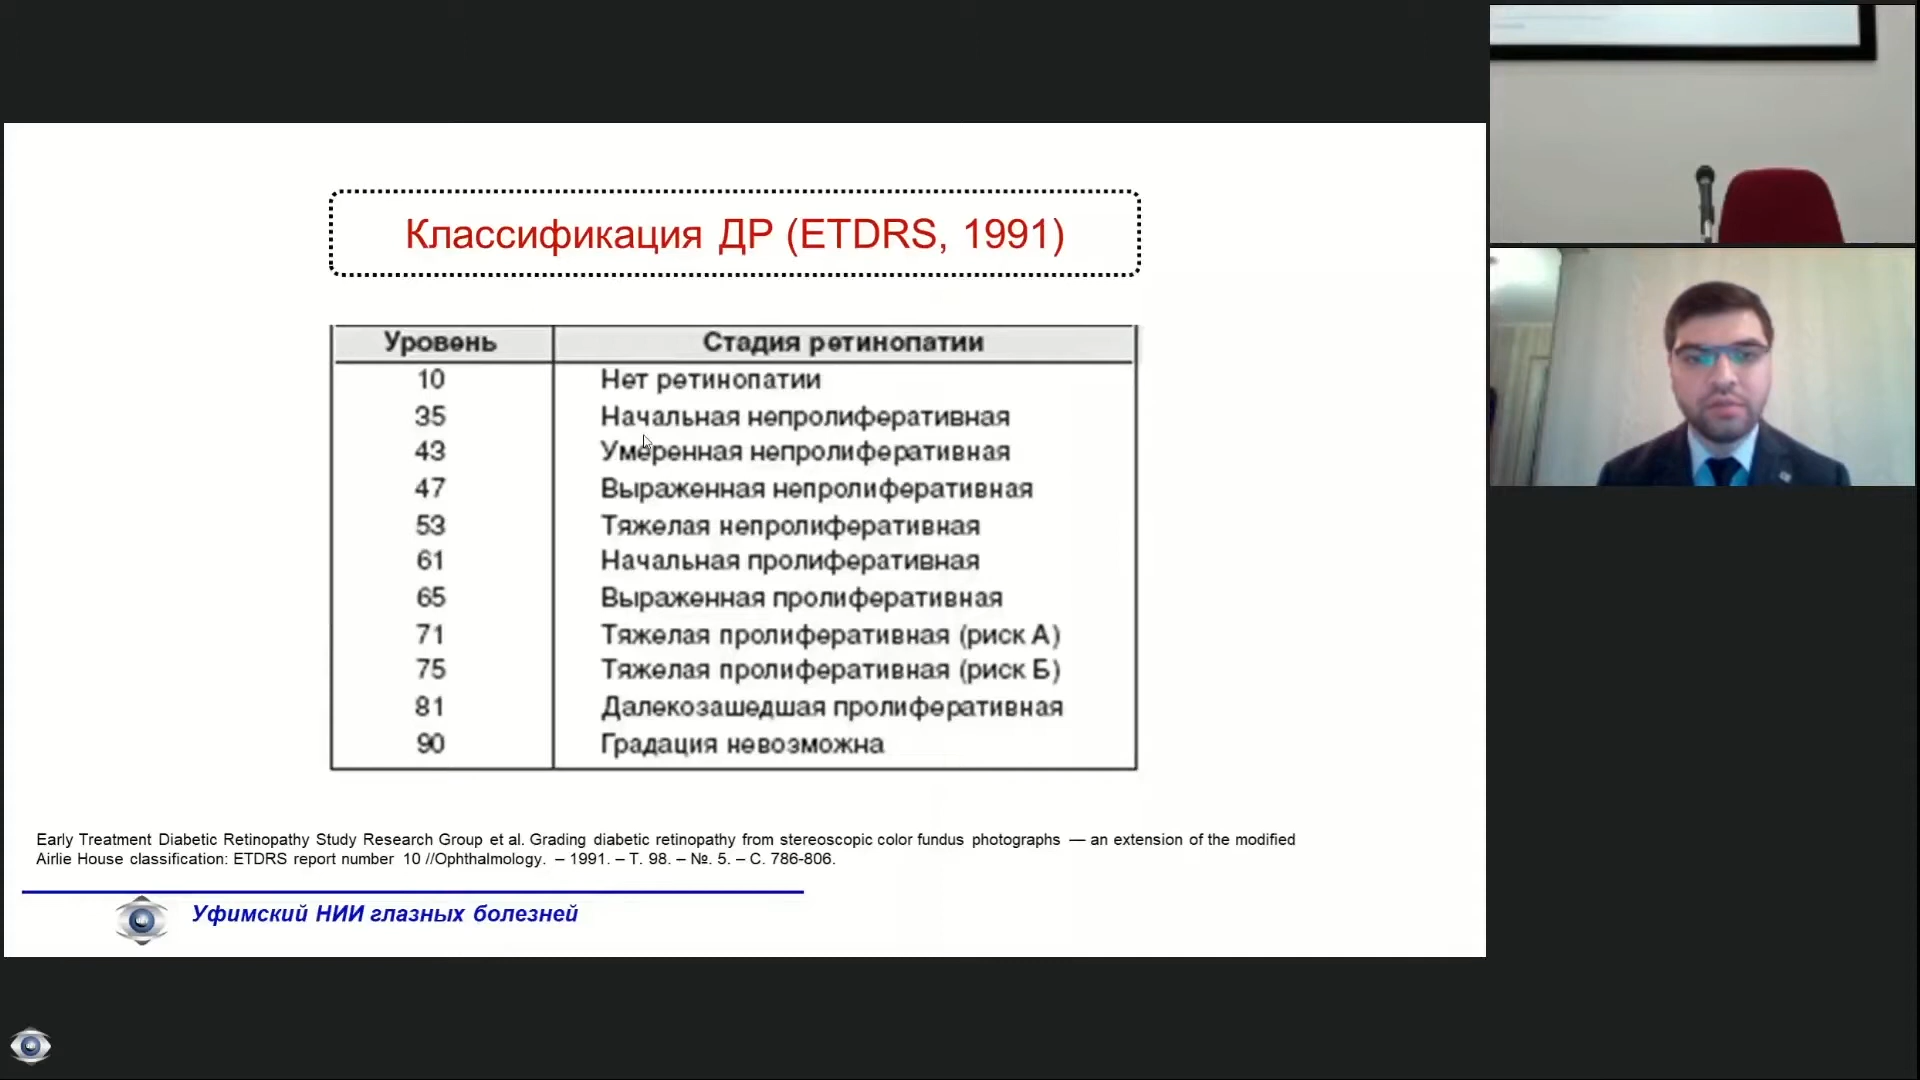 Классификация ДР (ETDRS, 1991)
Уровень Стадия ретинопатии
10 Нет ретинопатии
35 Начальная непролиферативная
43 Умеренная непролиферативная
47 Выраженная непролиферативная
53 Тяжелая непролиферативная
61 Начальная пролиферативная
65 Выраженная пролиферативная
71 Тяжелая пролиферативная (риск А)
75 Тяжелая пролиферативная (риск Б)
81 Далекозашедшая пролиферативная
90 Градация невозможна
Early Treatment Diabetic Retinopathy Study Research Group et al. Grading diabetic retinopathy from stereoscopic color fundus photographs — an extension of the modified
Airlie House classification: ETDRS report number 10 //Ophthalmology. – 1991. – Т. 98. – №. 5. – С. 786-806.
Уфимский НИИ глазных болезней